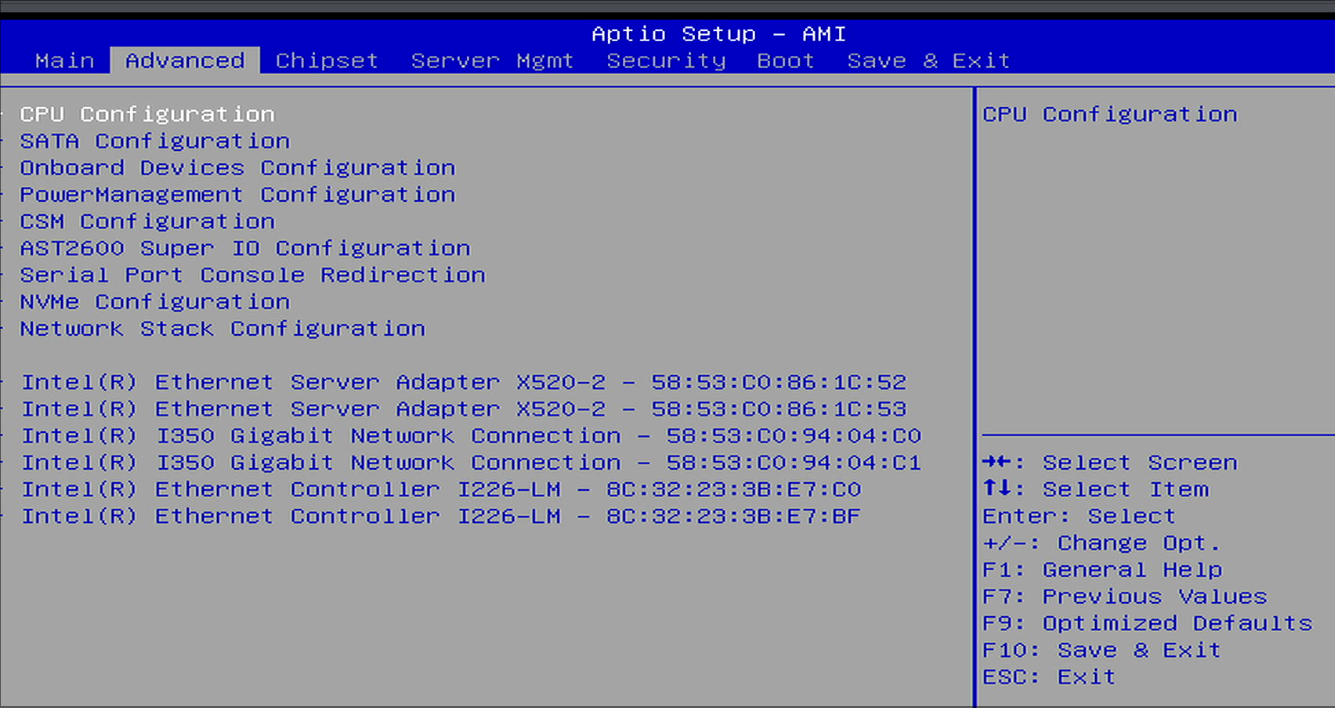 Aptio Setup - AMI
Main Advanced Chipset Server Mgmt Security Boot Save & Exit
CPU Configuration
SATA Configuration
Onboard Devices Configuration
PowerManagement Configuration
CSM Configuration
AST2600 Super IO Configuration
Serial Port Console Redirection
NVMe Configuration
Network Stack Configuration
Intel(R) Ethernet Server Adapter X520-2 - 58:53:C0:86:1C:52
Intel(R) Ethernet Server Adapter X520-2 - 58:53:C0:86:1C:53
Intel(R) I350 Gigabit Network Connection - 58:53:C0:94:04:C0
Intel(R) I350 Gigabit Network Connection - 58:53:C0:94:04:C1
Intel(R) Ethernet Controller I226-LM - 8C:32:23:3B:E7:C0
Intel(R) Ethernet Controller I226-LM - 8C:32:23:3B:E7:BF
CPU Configuration
→←: Select Screen
↑↓: Select Item
Enter: Select
+/-: Change Opt.
F1: General Help
F7: Previous Values
F9: Optimized Defaults
F10: Save & Exit
ESC: Exit